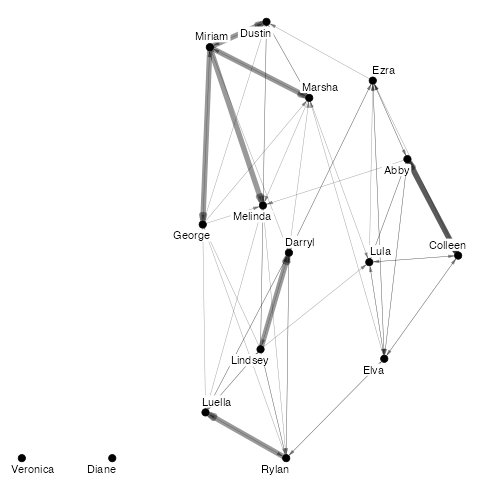 Dustin
Miriam
Ezra
Marsha
Abby
Melinda
George
Darryl
Colleen
Lula
Lindsey
Elva
Luella
Veronica
Diane
Rylan